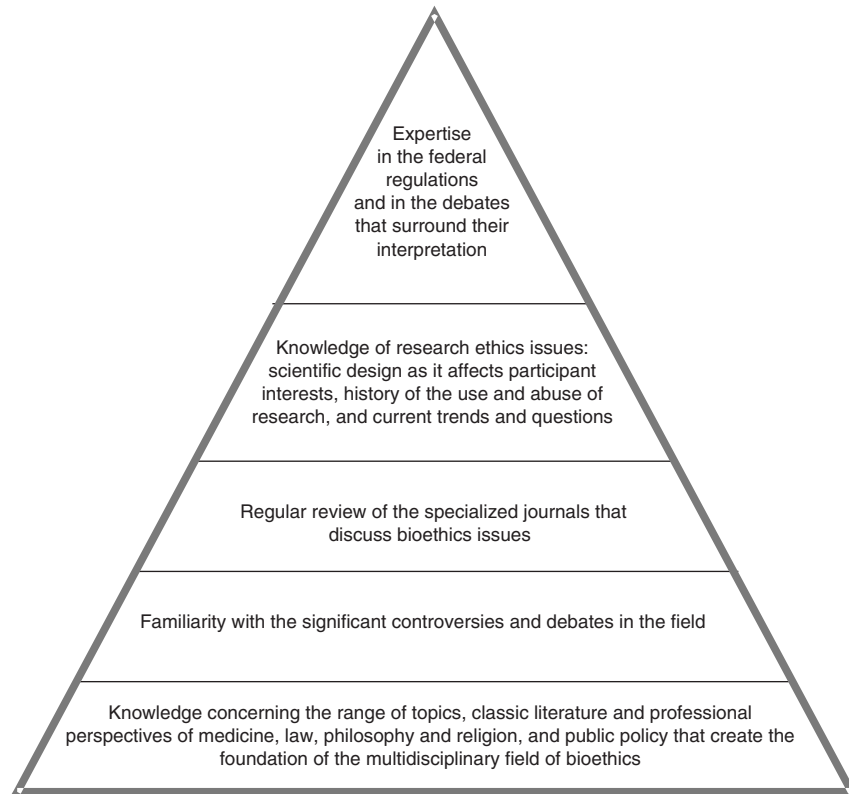 Expertise
in the federal
regulations
and in the debates
that surround their
interpretation
Knowledge of research ethics issues:
scientific design as it affects participant
interests, history of the use and abuse of
research, and current trends and questions
Regular review of the specialized journals that
discuss bioethics issues
Familiarity with the significant controversies and debates in the field
Knowledge concerning the range of topics, classic literature and professional
perspectives of medicine, law, philosophy and religion, and public policy that create the
foundation of the multidisciplinary field of bioethics